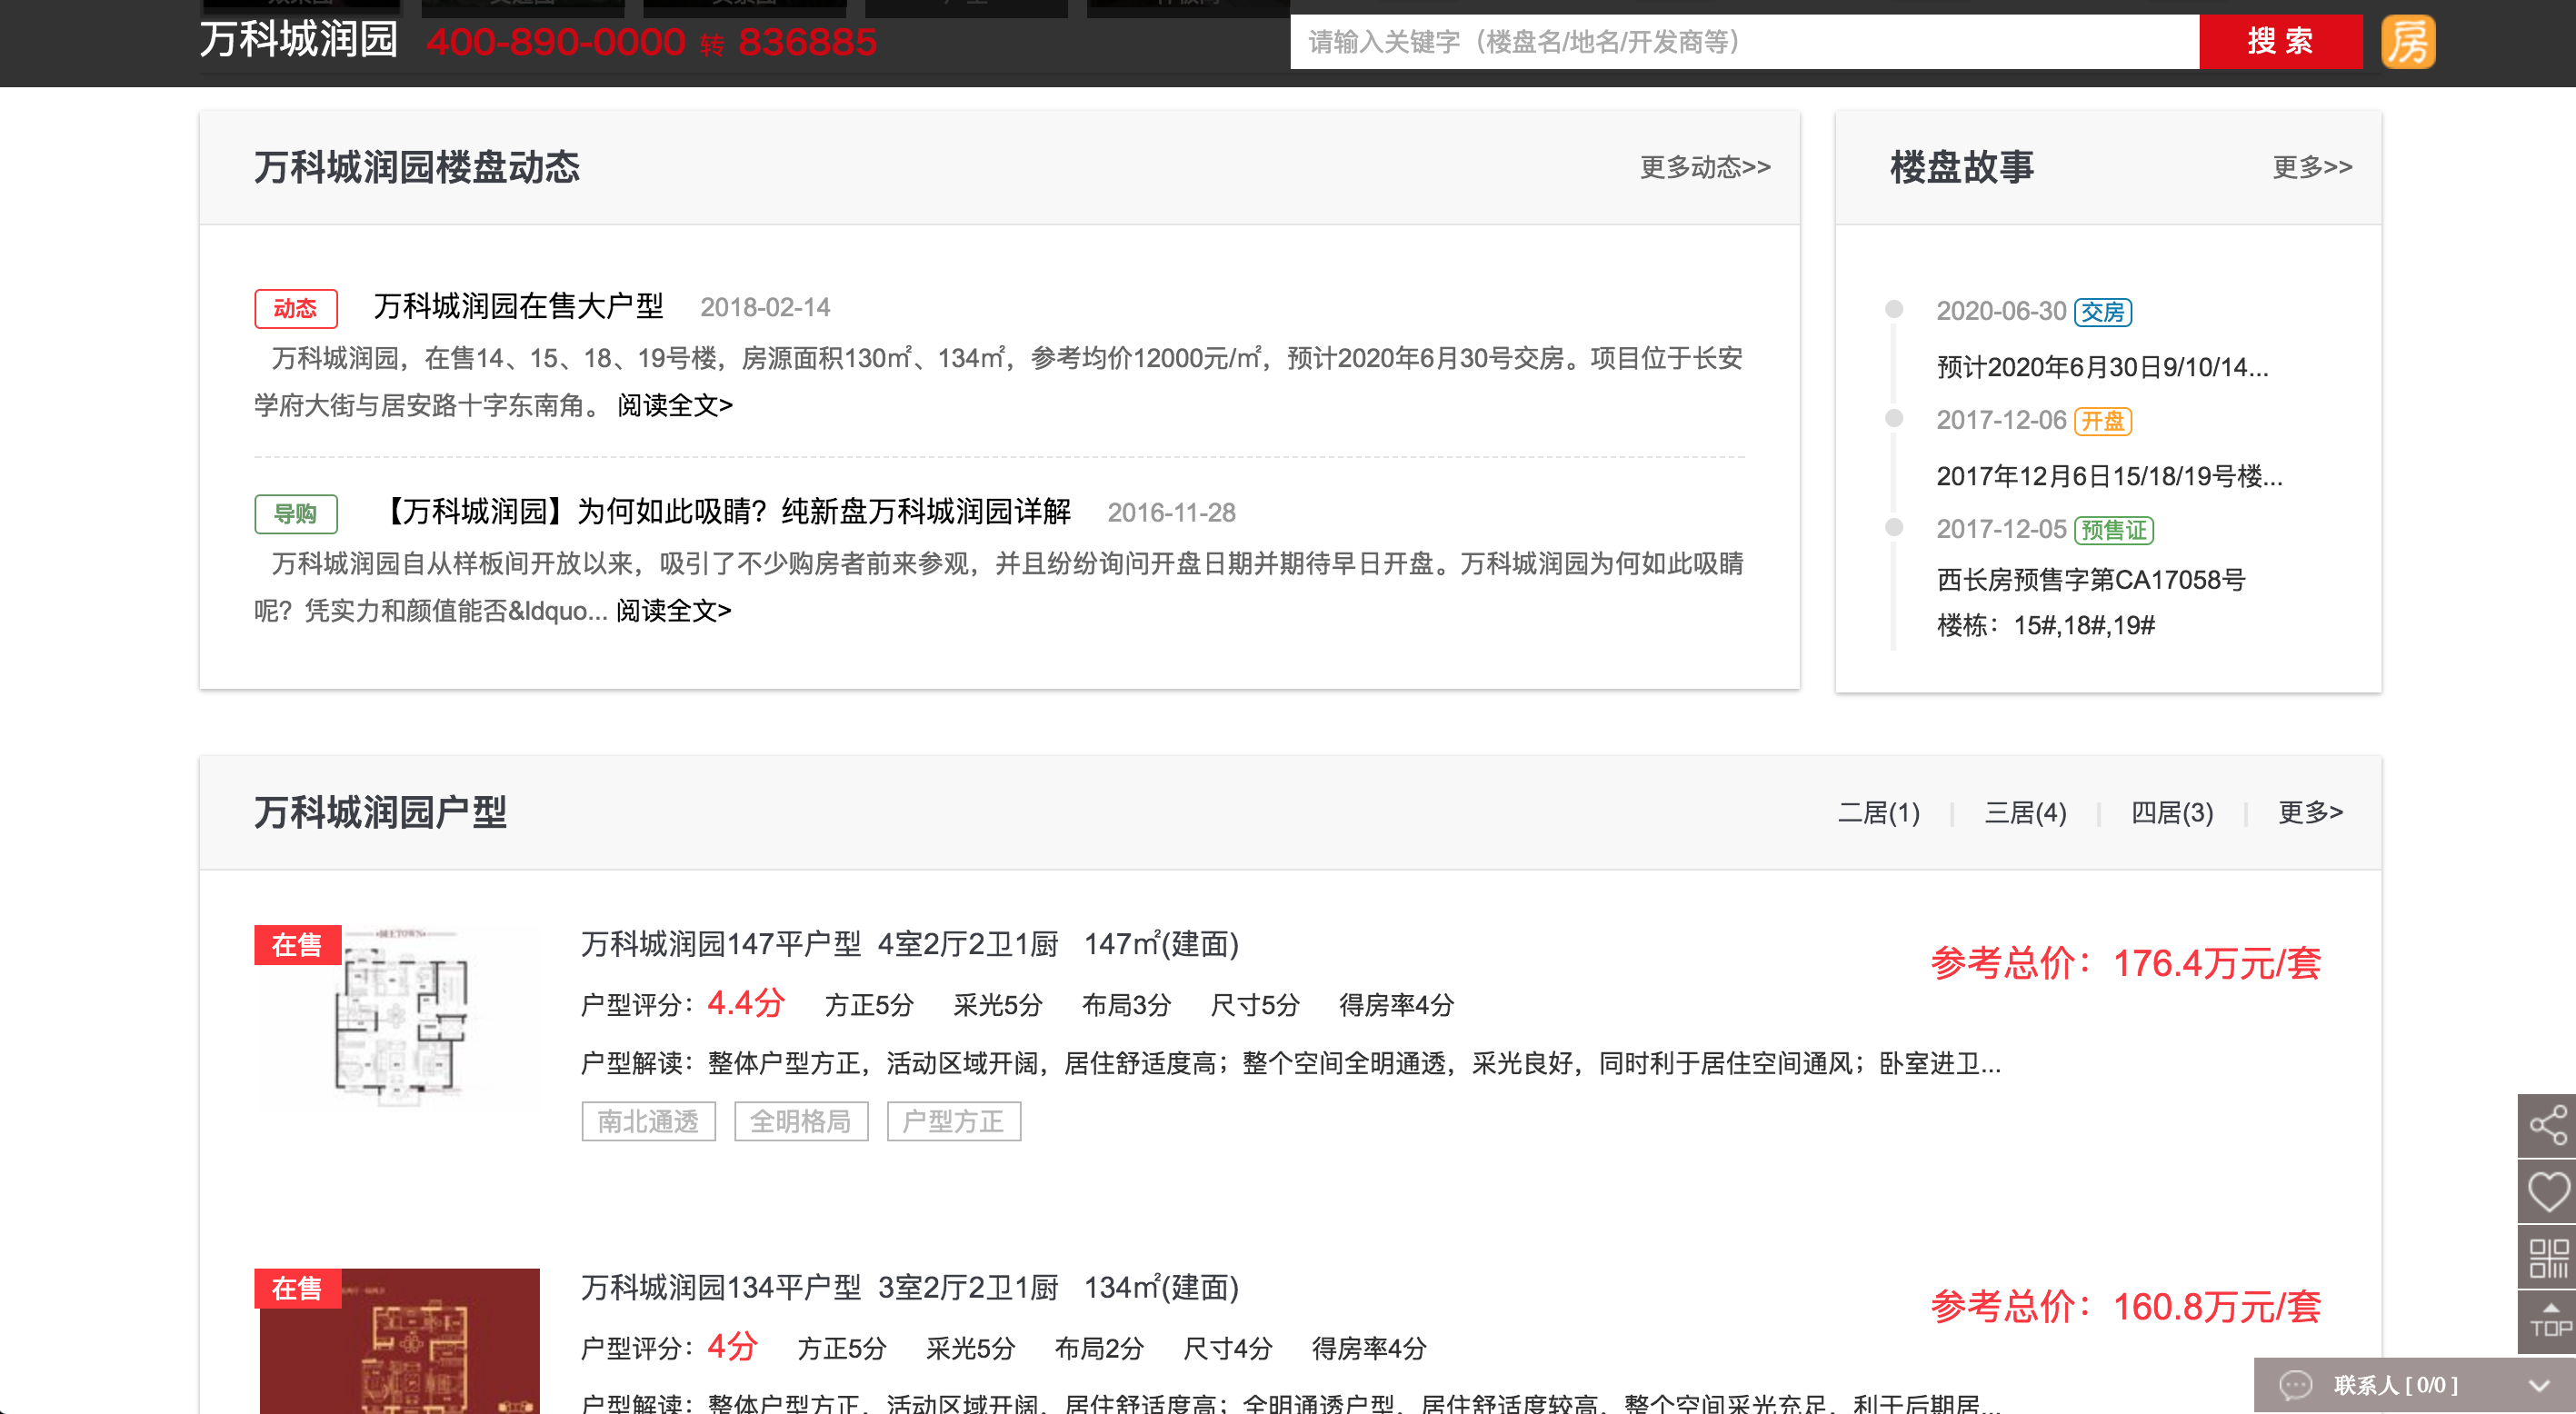 万科城润园 400-890-0000 转 836885
请输入关键字（楼盘名/地名/开发商等）
搜 索
房
万科城润园楼盘动态
更多动态>>
动态 万科城润园在售大户型 2018-02-14
万科城润园，在售14、15、18、19号楼，房源面积130㎡、134㎡，参考均价12000元/㎡，预计2020年6月30号交房。项目位于长安
学府大街与居安路十字东南角。 阅读全文>
导购 【万科城润园】为何如此吸睛？纯新盘万科城润园详解 2016-11-28
万科城润园自从样板间开放以来，吸引了不少购房者前来参观，并且纷纷询问开盘日期并期待早日开盘。万科城润园为何如此吸睛
呢？凭实力和颜值能否&ldquo... 阅读全文>
楼盘故事
更多>>
2020-06-30 交房
预计2020年6月30日9/10/14...
2017-12-06 开盘
2017年12月6日15/18/19号楼...
2017-12-05 预售证
西长房预售字第CA17058号
楼栋：15#,18#,19#
万科城润园户型
二居(1) | 三居(4) | 四居(3) | 更多>
在售
万科城润园147平户型 4室2厅2卫1厨 147㎡(建面)
参考总价：176.4万元/套
户型评分：4.4分 方正5分 采光5分 布局3分 尺寸5分 得房率4分
户型解读：整体户型方正，活动区域开阔，居住舒适度高；整个空间全明通透，采光良好，同时利于居住空间通风；卧室进卫...
南北通透 全明格局 户型方正
在售
万科城润园134平户型 3室2厅2卫1厨 134㎡(建面)
参考总价：160.8万元/套
户型评分：4分 方正5分 采光5分 布局2分 尺寸4分 得房率4分
户型解读：整体户型方正，活动区域开阔，居住舒适度高；全明通透户型，居住舒适度较高，整个空间采光充足，利于后期居...
TOP
联系人 [ 0/0 ]